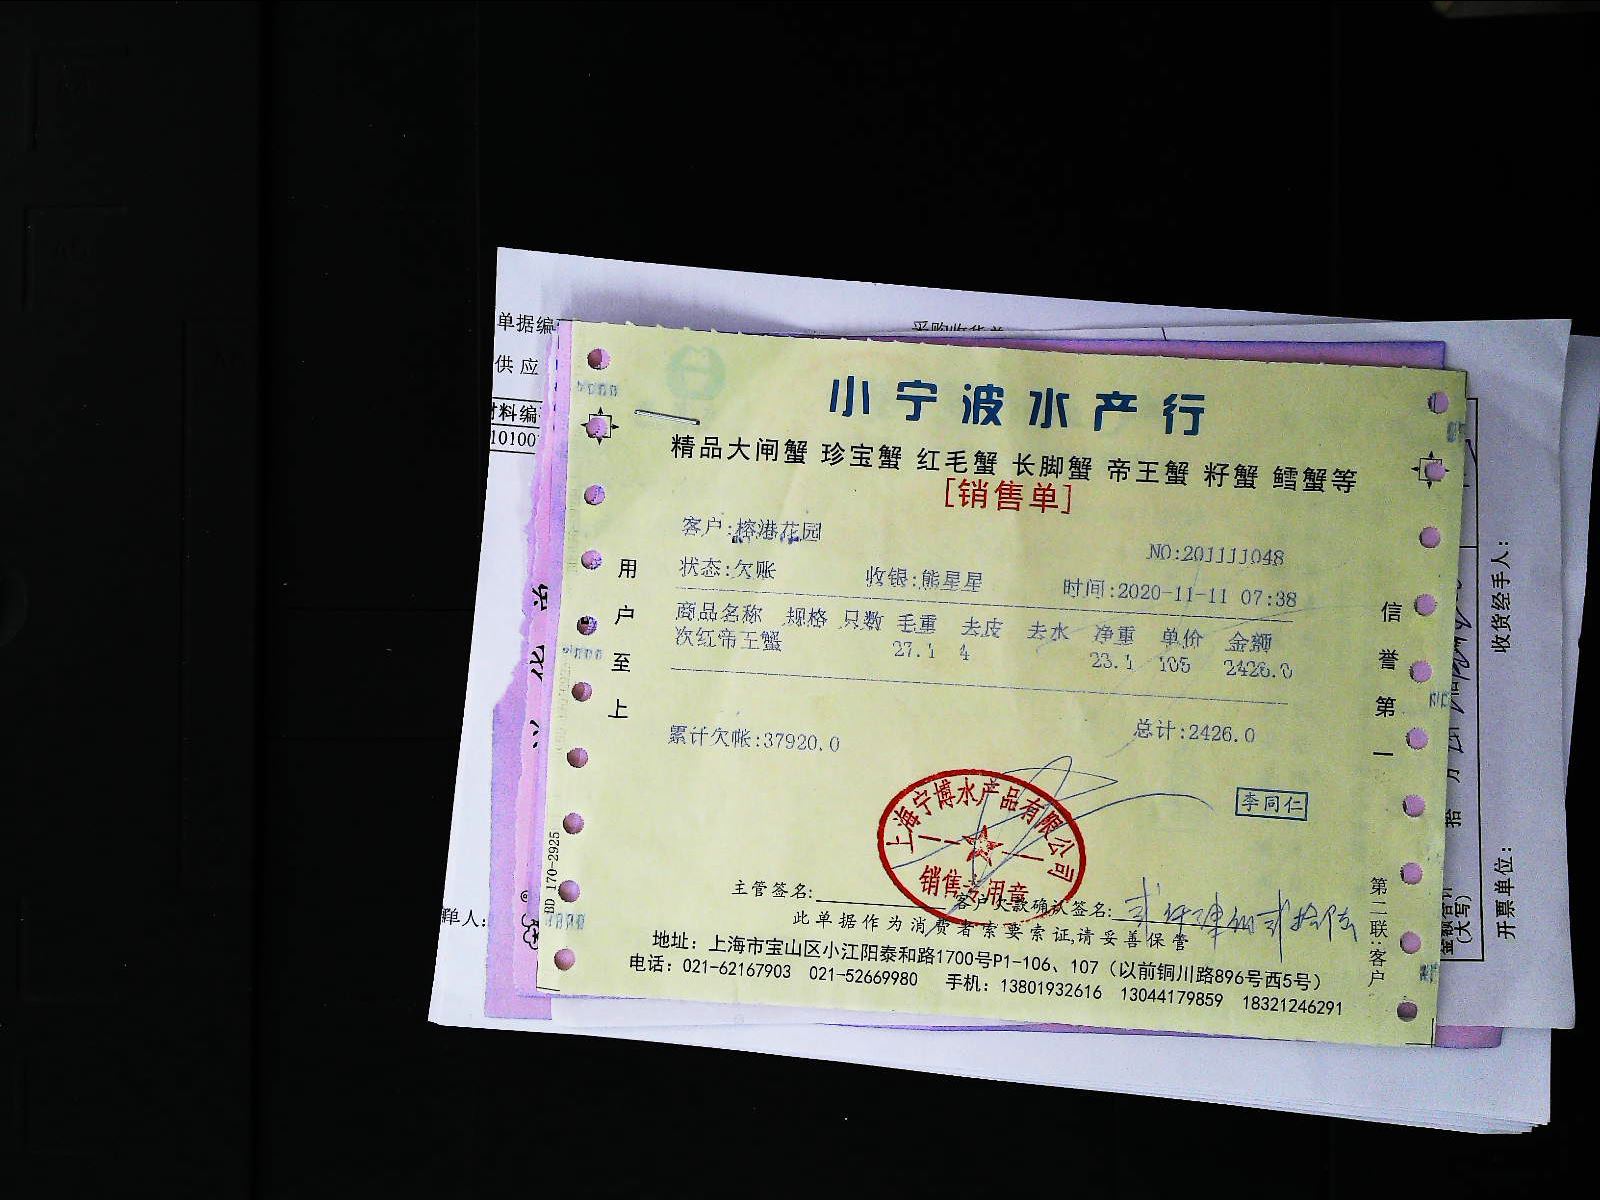 小宁波水产行
精品大闸蟹 珍宝蟹 红毛蟹 长脚蟹 帝王蟹 籽蟹 鳕蟹等
[销售单]
客户:榕港花园
NO:201111048
状态:欠账 收银:熊星星 时间:2020-11-11 07:38
商品名称 规格 只数 毛重 去皮 去水 净重 单价 金额
次红帝王蟹 27.1 4 23.1 105 2426.0
累计欠帐:37920.0 总计:2426.0
李同仁
上海宁博水产品有限公司
销售专用章
主管签名: 客户欠款确认签名:
此单据作为消费者索要索证,请妥善保管
地址:上海市宝山区小江阳泰和路1700号P1-106、107(以前铜川路896号西5号)
电话:021-62167903 021-52669980 手机:13801932616 13044179859 18321246291
用户至上
信誉第一
第二联:客户
BD 170-2925
单据编
供应
材料编
10100
单人:
收货经手人:
开票单位:
(大写)
拾